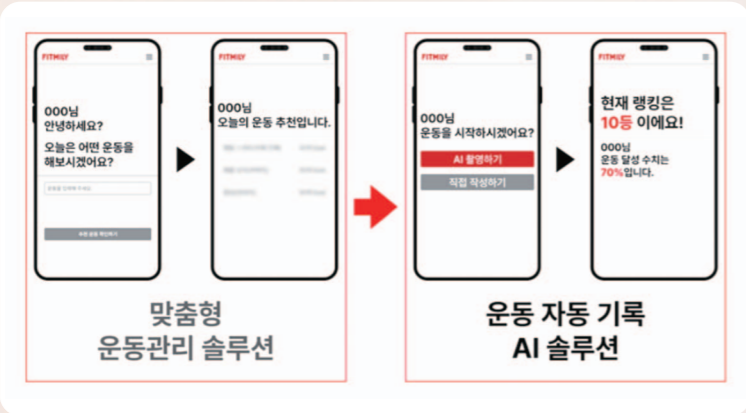 FITMILY
000님
안녕하세요?
오늘은 어떤 운동을
해보시겠어요?
FITMILY
000님
오늘의 운동 추천입니다.
맞춤형
운동관리 솔루션
FITMILY
000님
운동을 시작하시겠어요?
AI 촬영하기
직접 작성하기
FITMILY
현재 랭킹은
10등 이에요!
000님
운동 달성 수치는
70%입니다.
운동 자동 기록
AI 솔루션